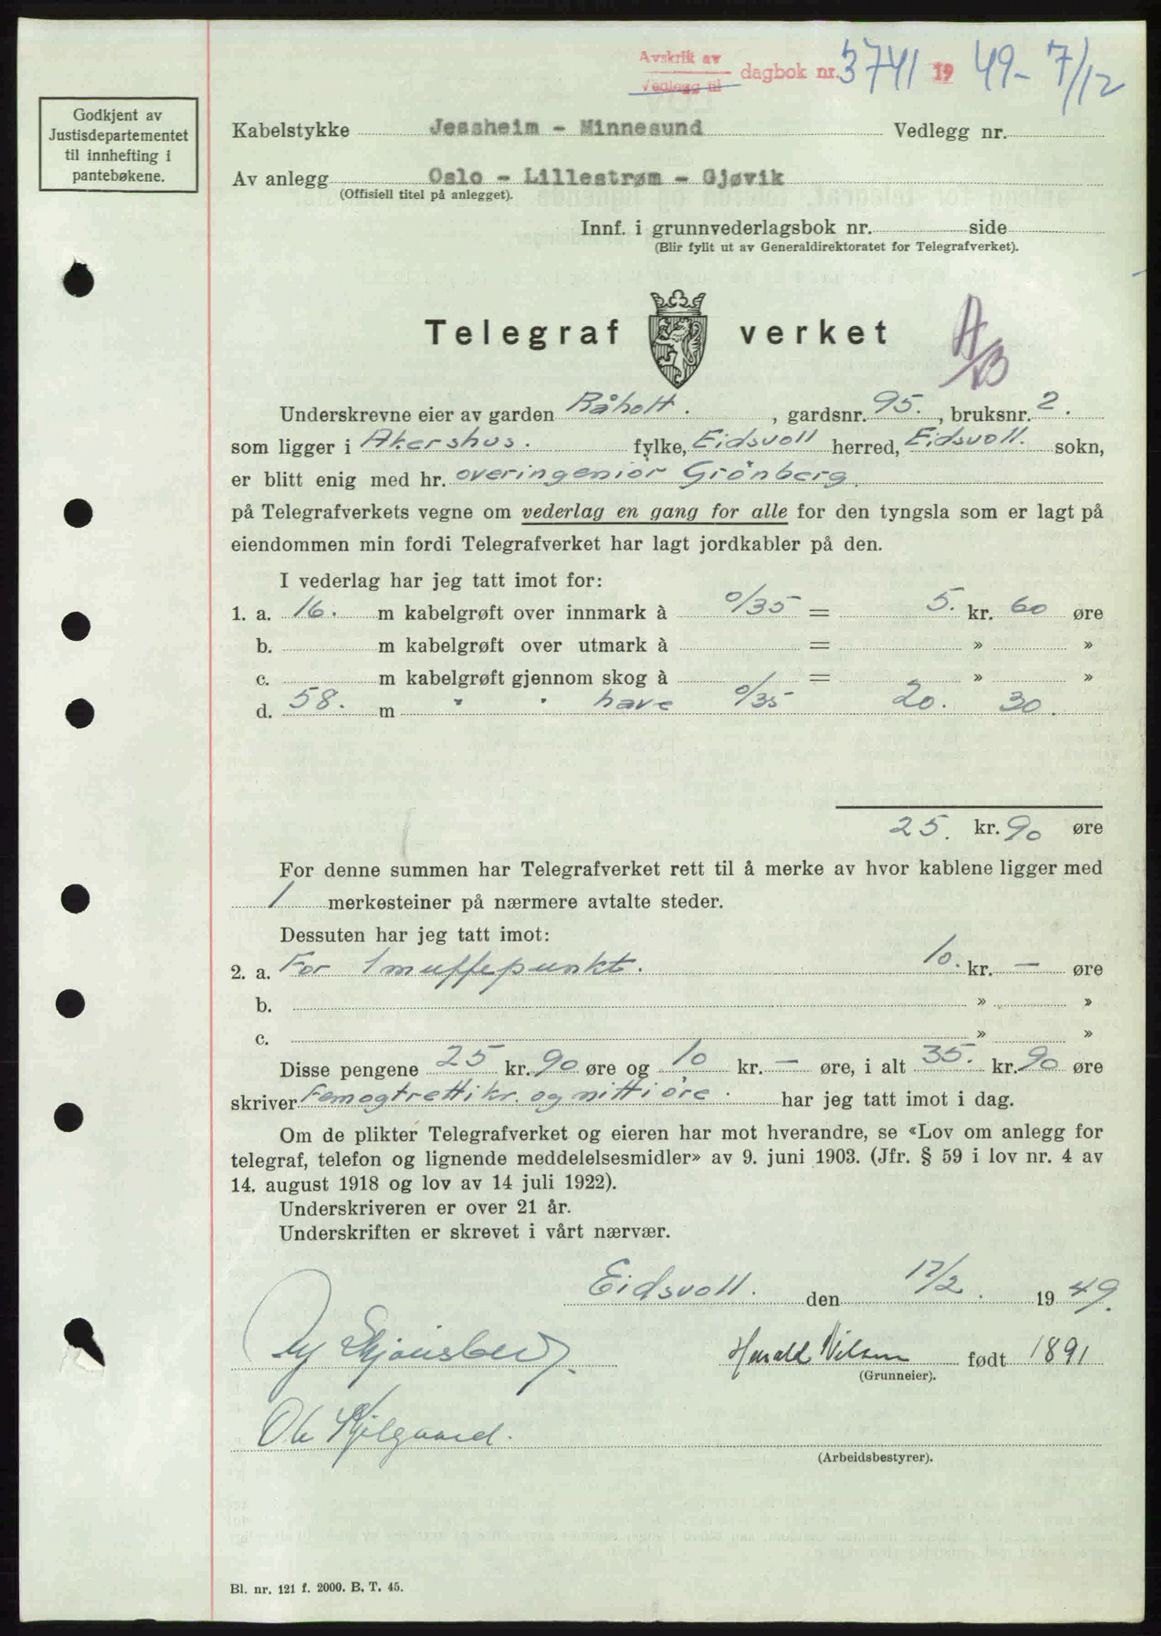 Avskrift av
Vedlegg til
dagbok nr. 3741 19 49 - 7/12
Godkjent av
Justisdepartementet
til innhefting i
pantebøkene.
Kabelstykke Jessheim - Minnesund Vedlegg nr.
Av anlegg Oslo - Lillestrøm - Gjøvik
(Offisiell titel på anlegget).
Innf. i grunnvederlagsbok nr. side
(Blir fylt ut av Generaldirektoratet for Telegrafverket).
Telegraf verket
A/B
Underskrevne eier av garden Råholt. , gardsnr. 95. , bruksnr. 2.
som ligger i Akershus. fylke, Eidsvoll herred, Eidsvoll. sokn,
er blitt enig med hr. overingeniør Grönberg
på Telegrafverkets vegne om vederlag en gang for alle for den tyngsla som er lagt på
eiendommen min fordi Telegrafverket har lagt jordkabler på den.
I vederlag har jeg tatt imot for:
1. a. 16. m kabelgrøft over innmark à 0/35 = 5. kr. 60 øre
b. m kabelgrøft over utmark à = » »
c. m kabelgrøft gjennom skog à = » »
d. 58. m " " have 0/35 20. 30.
25. kr. 90 øre
For denne summen har Telegrafverket rett til å merke av hvor kablene ligger med
1 merkesteiner på nærmere avtalte steder.
Dessuten har jeg tatt imot:
2. a. For 1 muffepunkt. 10. kr. — øre
b. » »
c. » »
Disse pengene 25 kr. 90 øre og 10 kr. — øre, i alt 35. kr. 90 øre
skriver Femogtretti kr. og nitti öre. har jeg tatt imot i dag.
Om de plikter Telegrafverket og eieren har mot hverandre, se «Lov om anlegg for
telegraf, telefon og lignende meddelelsesmidler» av 9. juni 1903. (Jfr. § 59 i lov nr. 4 av
14. august 1918 og lov av 14 juli 1922).
Underskriveren er over 21 år.
Underskriften er skrevet i vårt nærvær.
Eidsvoll. den 17/2. 19 49.
Harald Nilsen født 1891
(Grunneier).
Ole Kjelgaard.
(Arbeidsbestyrer).
Bl. nr. 121 f. 2000. B. T. 45.